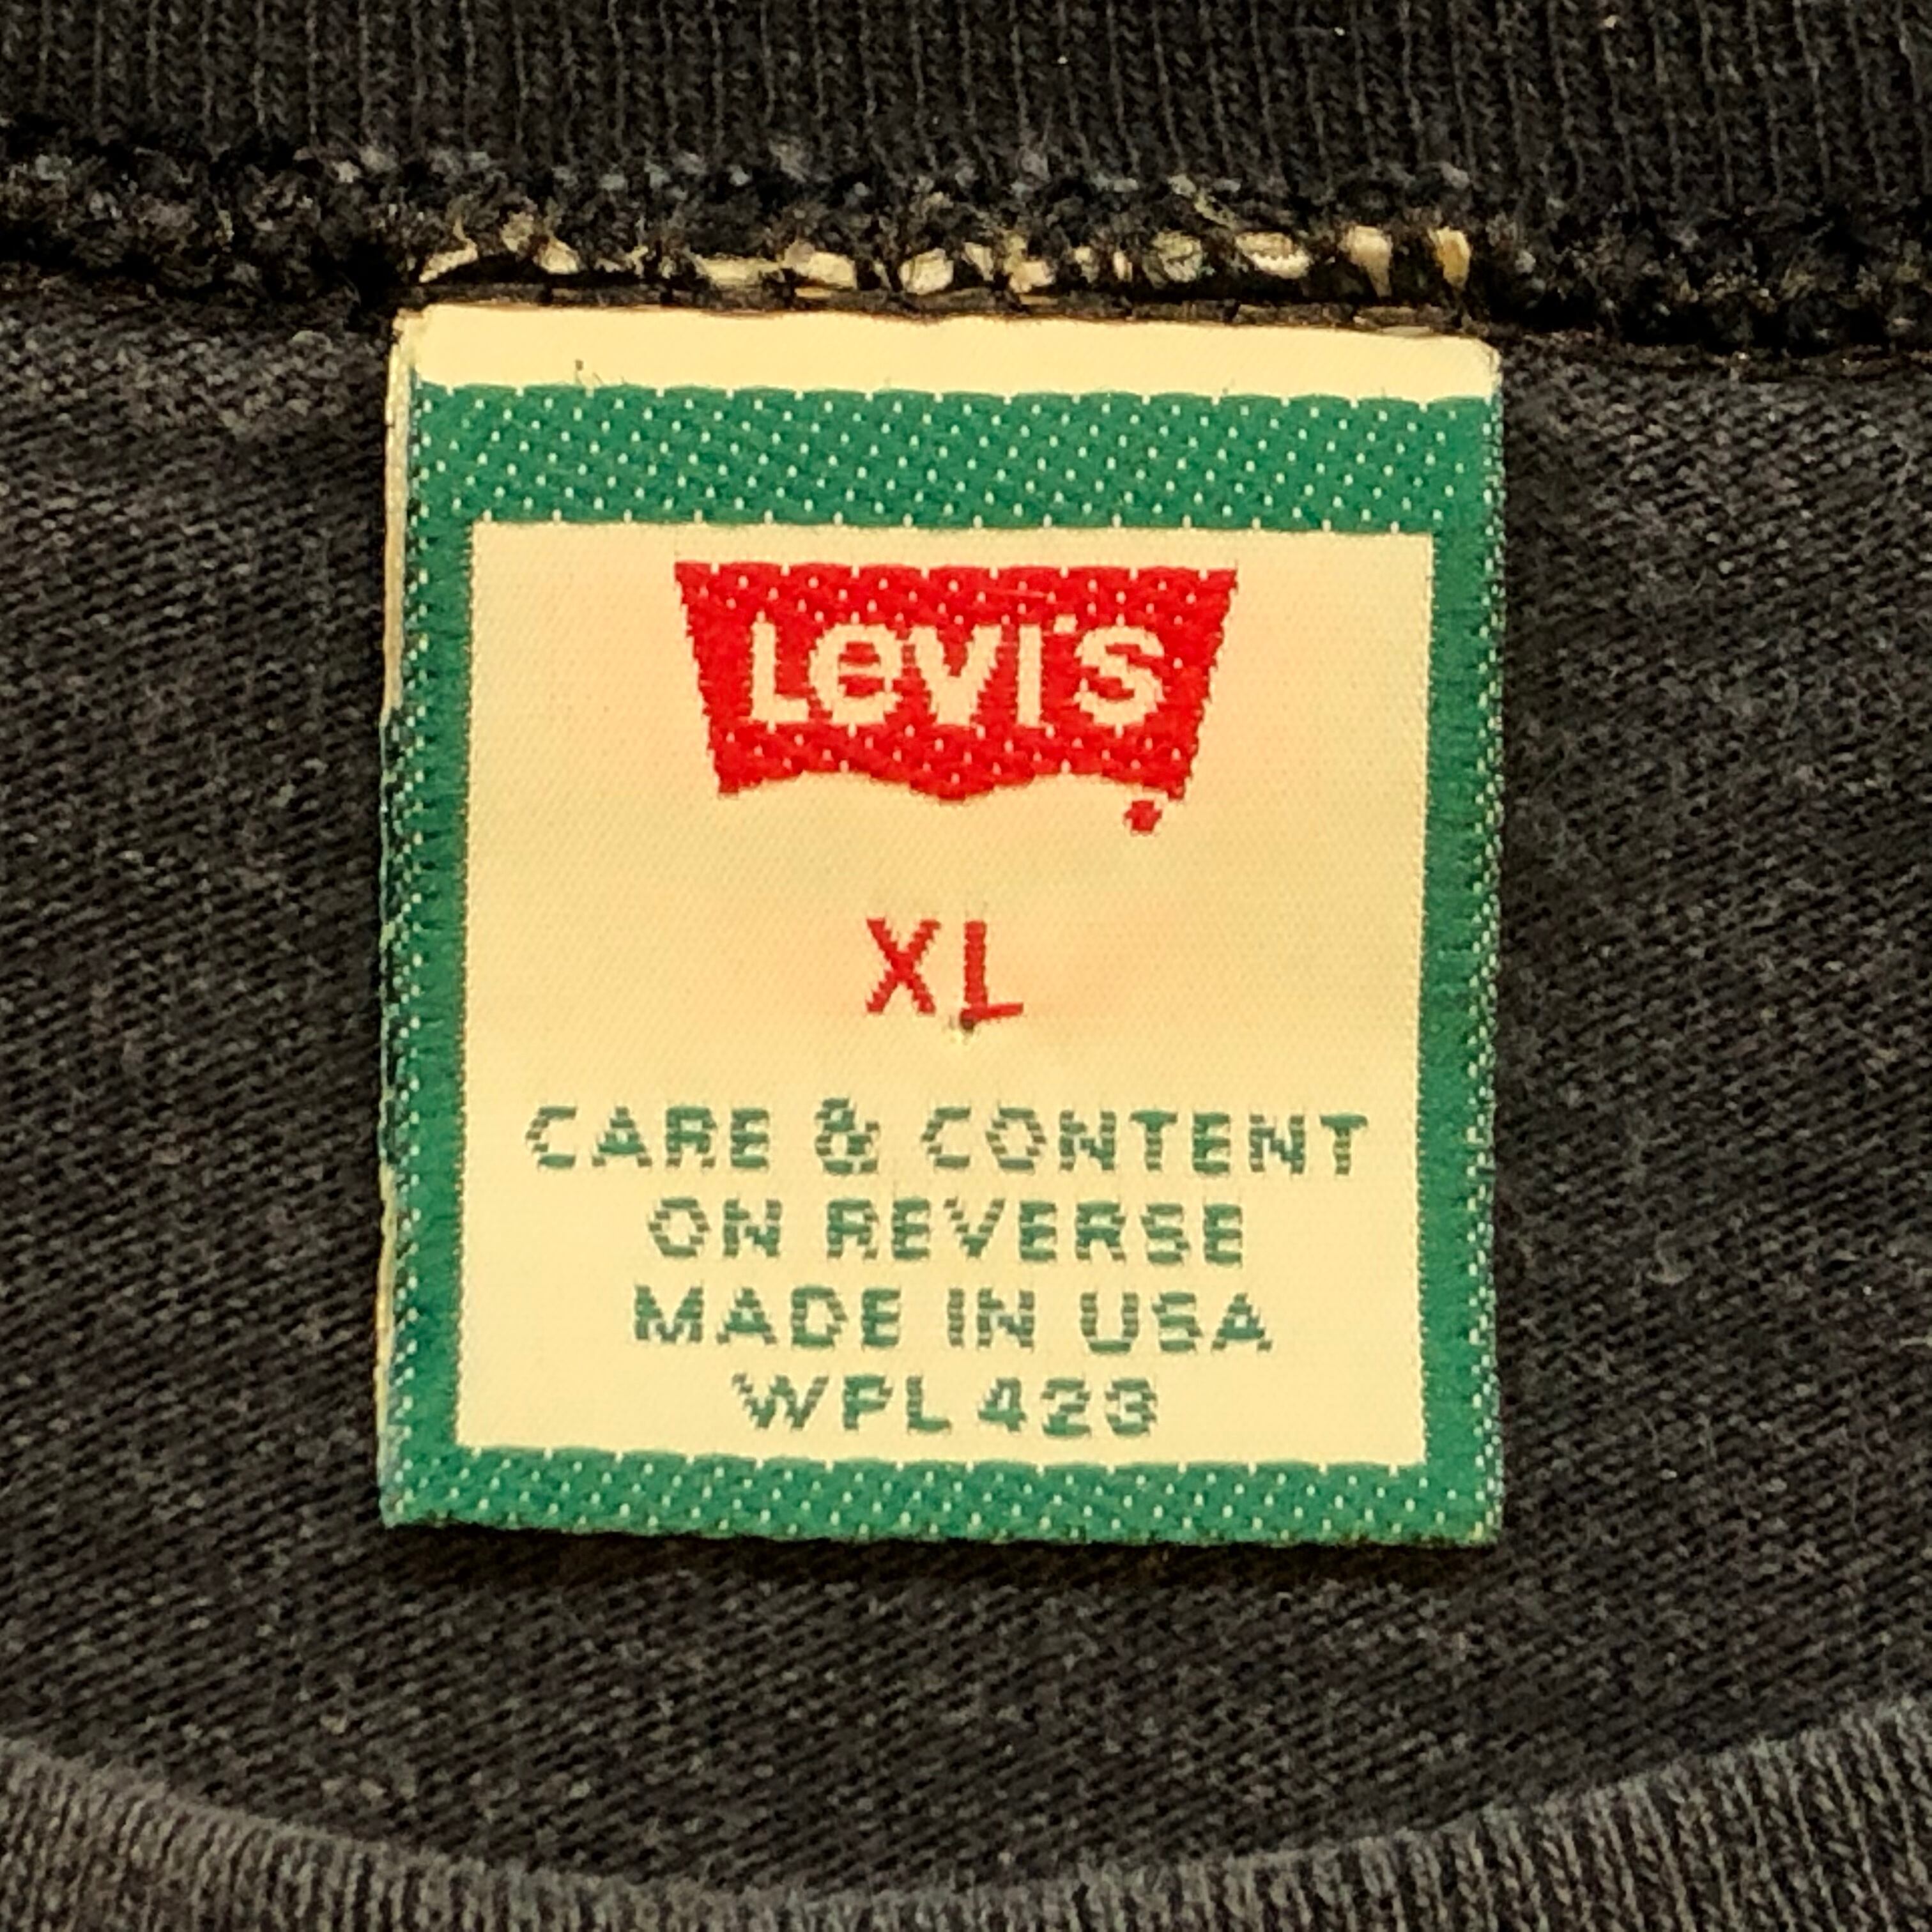 Levi's
XL
CARE & CONTENT
ON REVERSE
MADE IN USA
WPL 423